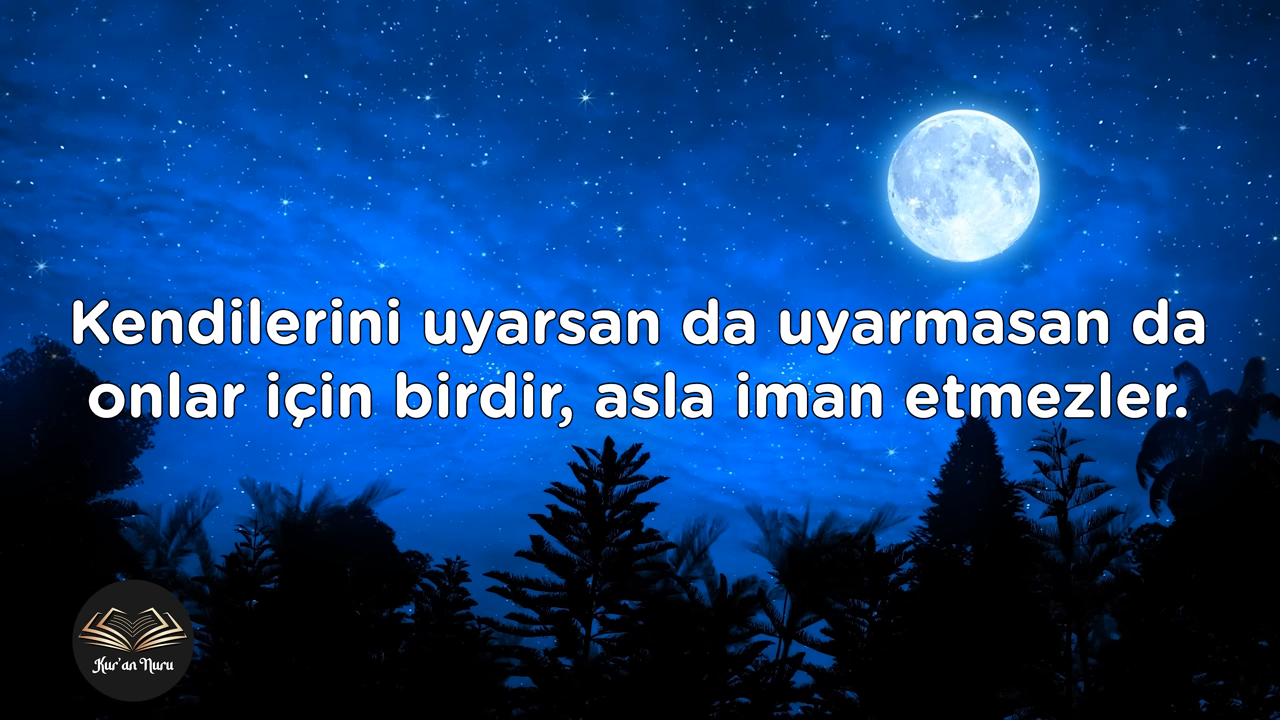 Kendilerini uyarsan da uyarmasan da
onlar için birdir, asla iman etmezler.
Kur'an Nuru